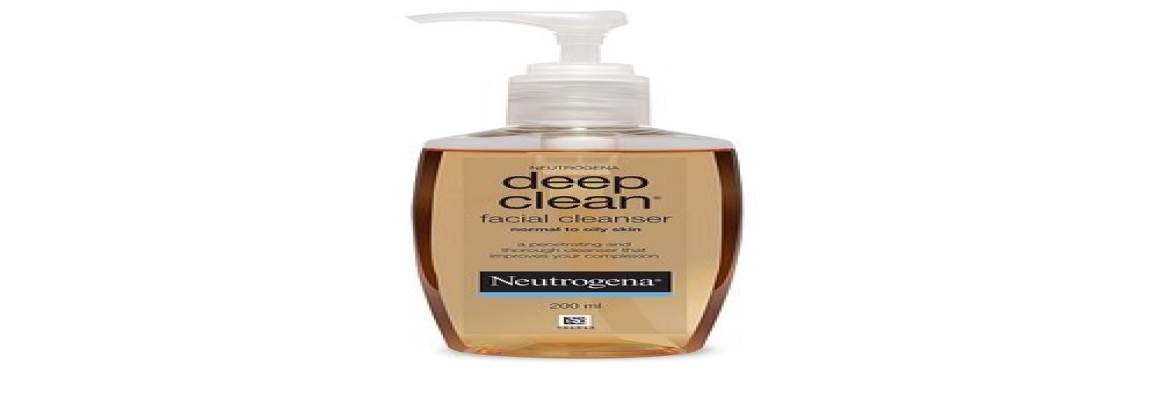 NEUTROGENA
deep
clean®
facial cleanser
normal to oily skin
a penetrating and
thorough cleanser that
improves your complexion
Neutrogena®
200 ml